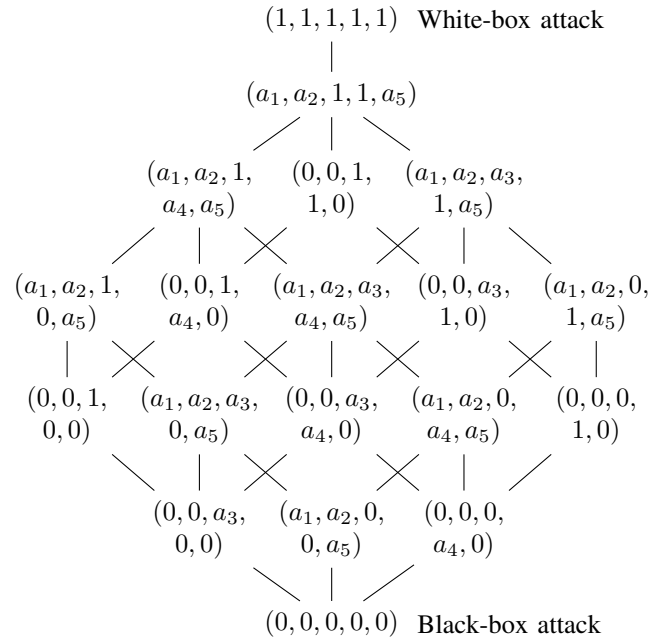 (1, 1, 1, 1, 1) White-box attack
(a₁, a₂, 1, 1, a₅)
(a₁, a₂, 1, (0, 0, 1, (a₁, a₂, a₃,
a₄, a₅) 1, 0) 1, a₅)
(a₁, a₂, 1, (0, 0, 1, (a₁, a₂, a₃, (0, 0, a₃, (a₁, a₂, 0,
0, a₅) a₄, 0) a₄, a₅) 1, 0) 1, a₅)
(0, 0, 1, (a₁, a₂, a₃, (0, 0, a₃, (a₁, a₂, 0, (0, 0, 0,
0, 0) 0, a₅) a₄, 0) a₄, a₅) 1, 0)
(0, 0, a₃, (a₁, a₂, 0, (0, 0, 0,
0, 0) 0, a₅) a₄, 0)
(0, 0, 0, 0, 0) Black-box attack